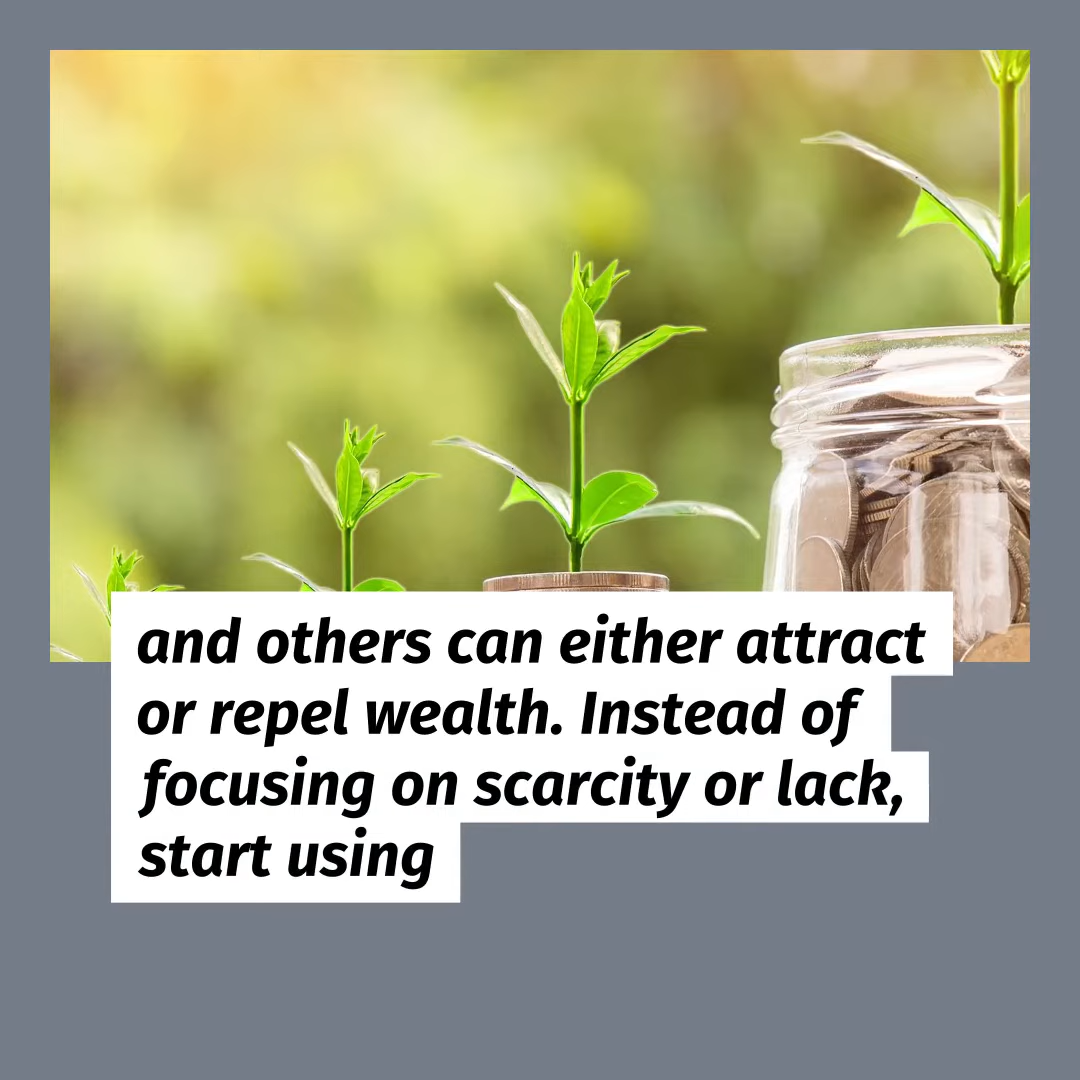 and others can either attract
or repel wealth. Instead of
focusing on scarcity or lack,
start using